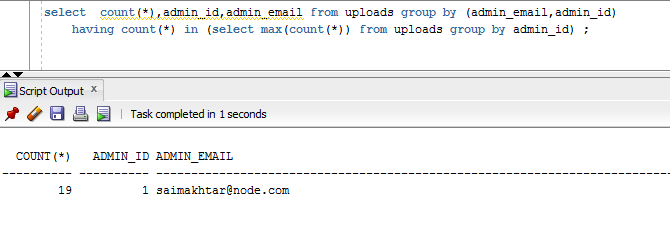 select count(*),admin_id,admin_email from uploads group by (admin_email,admin_id)
having count(*) in (select max(count(*)) from uploads group by admin_id) ;
Script Output x
Task completed in 1 seconds
COUNT(*) ADMIN_ID ADMIN_EMAIL
---------- ---------- --------------------------------------------------------------------------------
19 1 saimakhtar@node.com